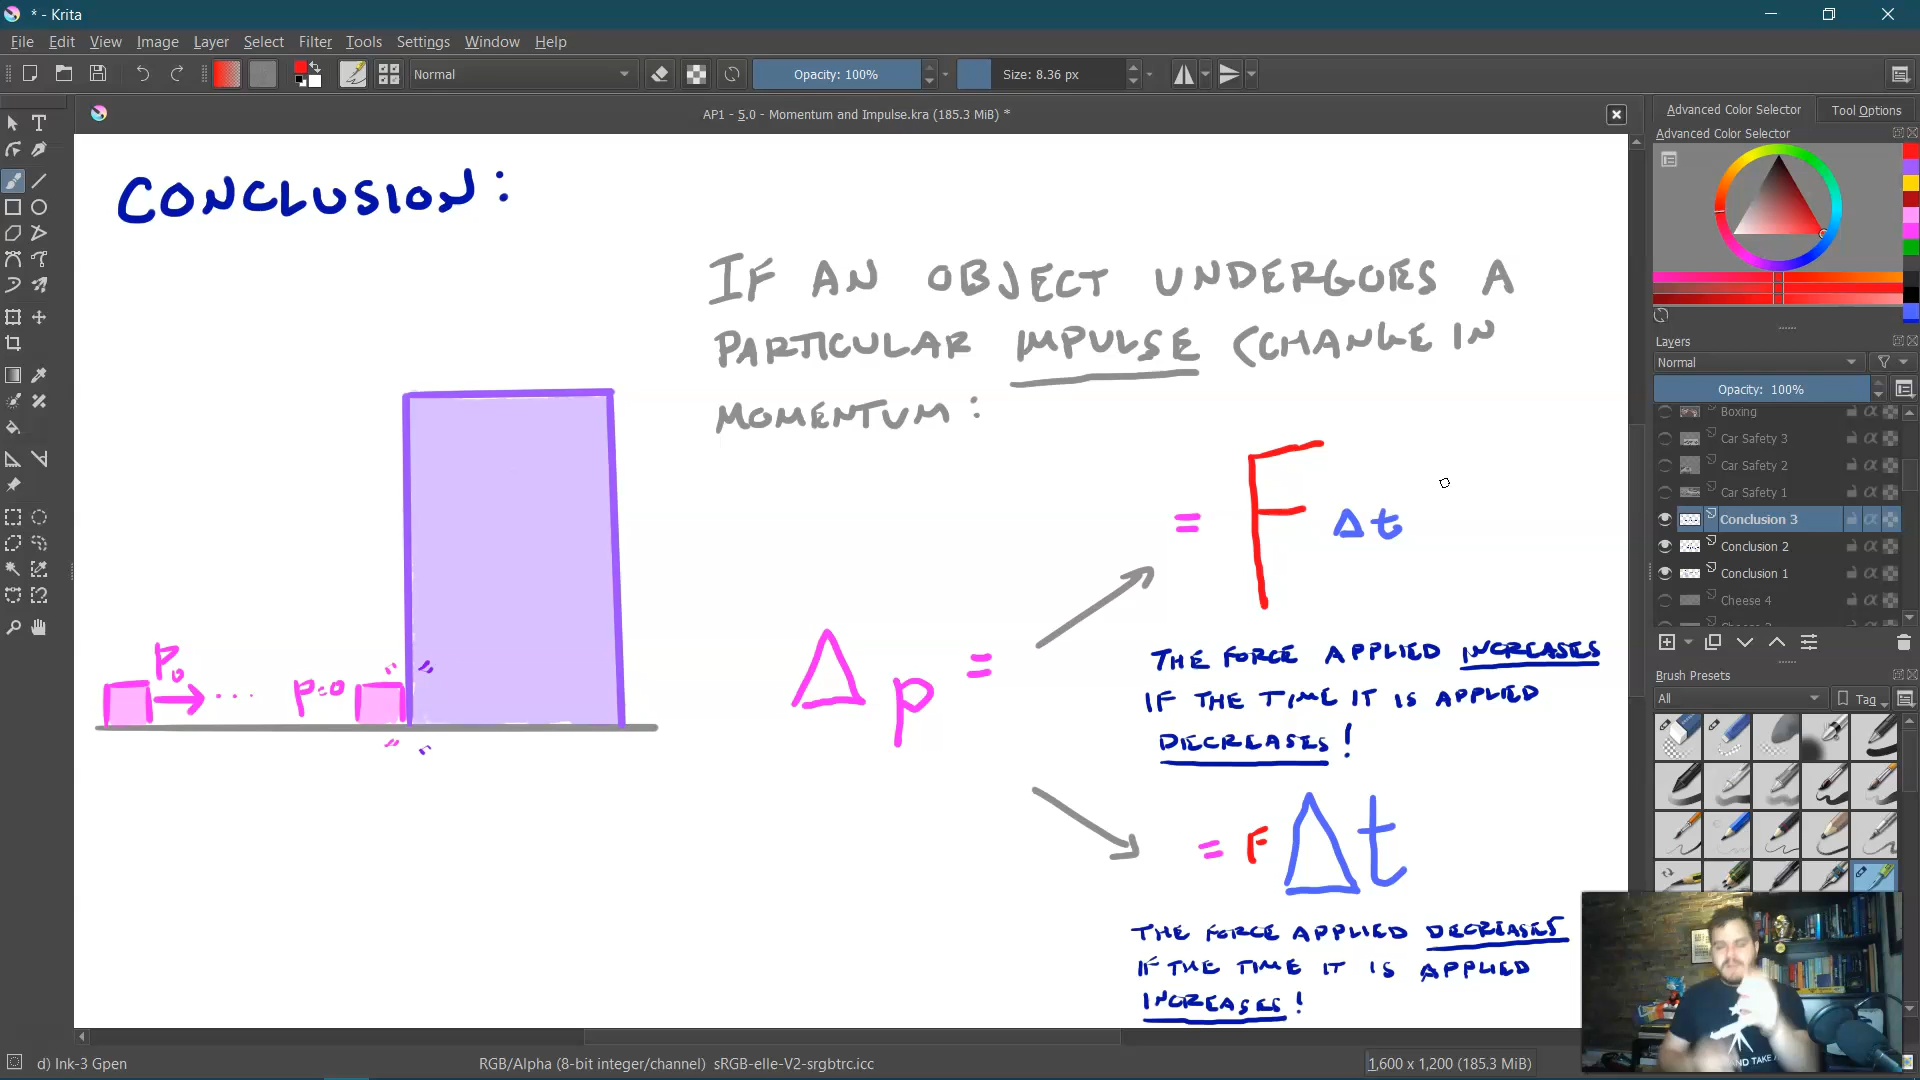 * - Krita
File Edit View Image Layer Select Filter Tools Settings Window Help
Normal
Opacity: 100%
Size: 8.36 px
AP1 - 5.0 - Momentum and Impulse.kra (185.3 MiB) *
Advanced Color Selector
Tool Options
Advanced Color Selector
CONCLUSION:
IF AN OBJECT UNDERGOES A
PARTICULAR IMPULSE (CHANGE IN
MOMENTUM:
= F Δt
THE FORCE APPLIED INCREASES
IF THE TIME IT IS APPLIED
DECREASES!
Δp =
P₀
...
p=0
= F Δt
THE FORCE APPLIED DECREASES
IF THE TIME IT IS APPLIED
INCREASES!
Layers
Normal
Opacity: 100%
Boxing
Car Safety 3
Car Safety 2
Car Safety 1
Conclusion 3
Conclusion 2
Conclusion 1
Cheese 4
Brush Presets
All
Tag
d) Ink-3 Gpen
RGB/Alpha (8-bit integer/channel) sRGB-elle-V2-srgbtrc.icc
1,600 x 1,200 (185.3 MiB)